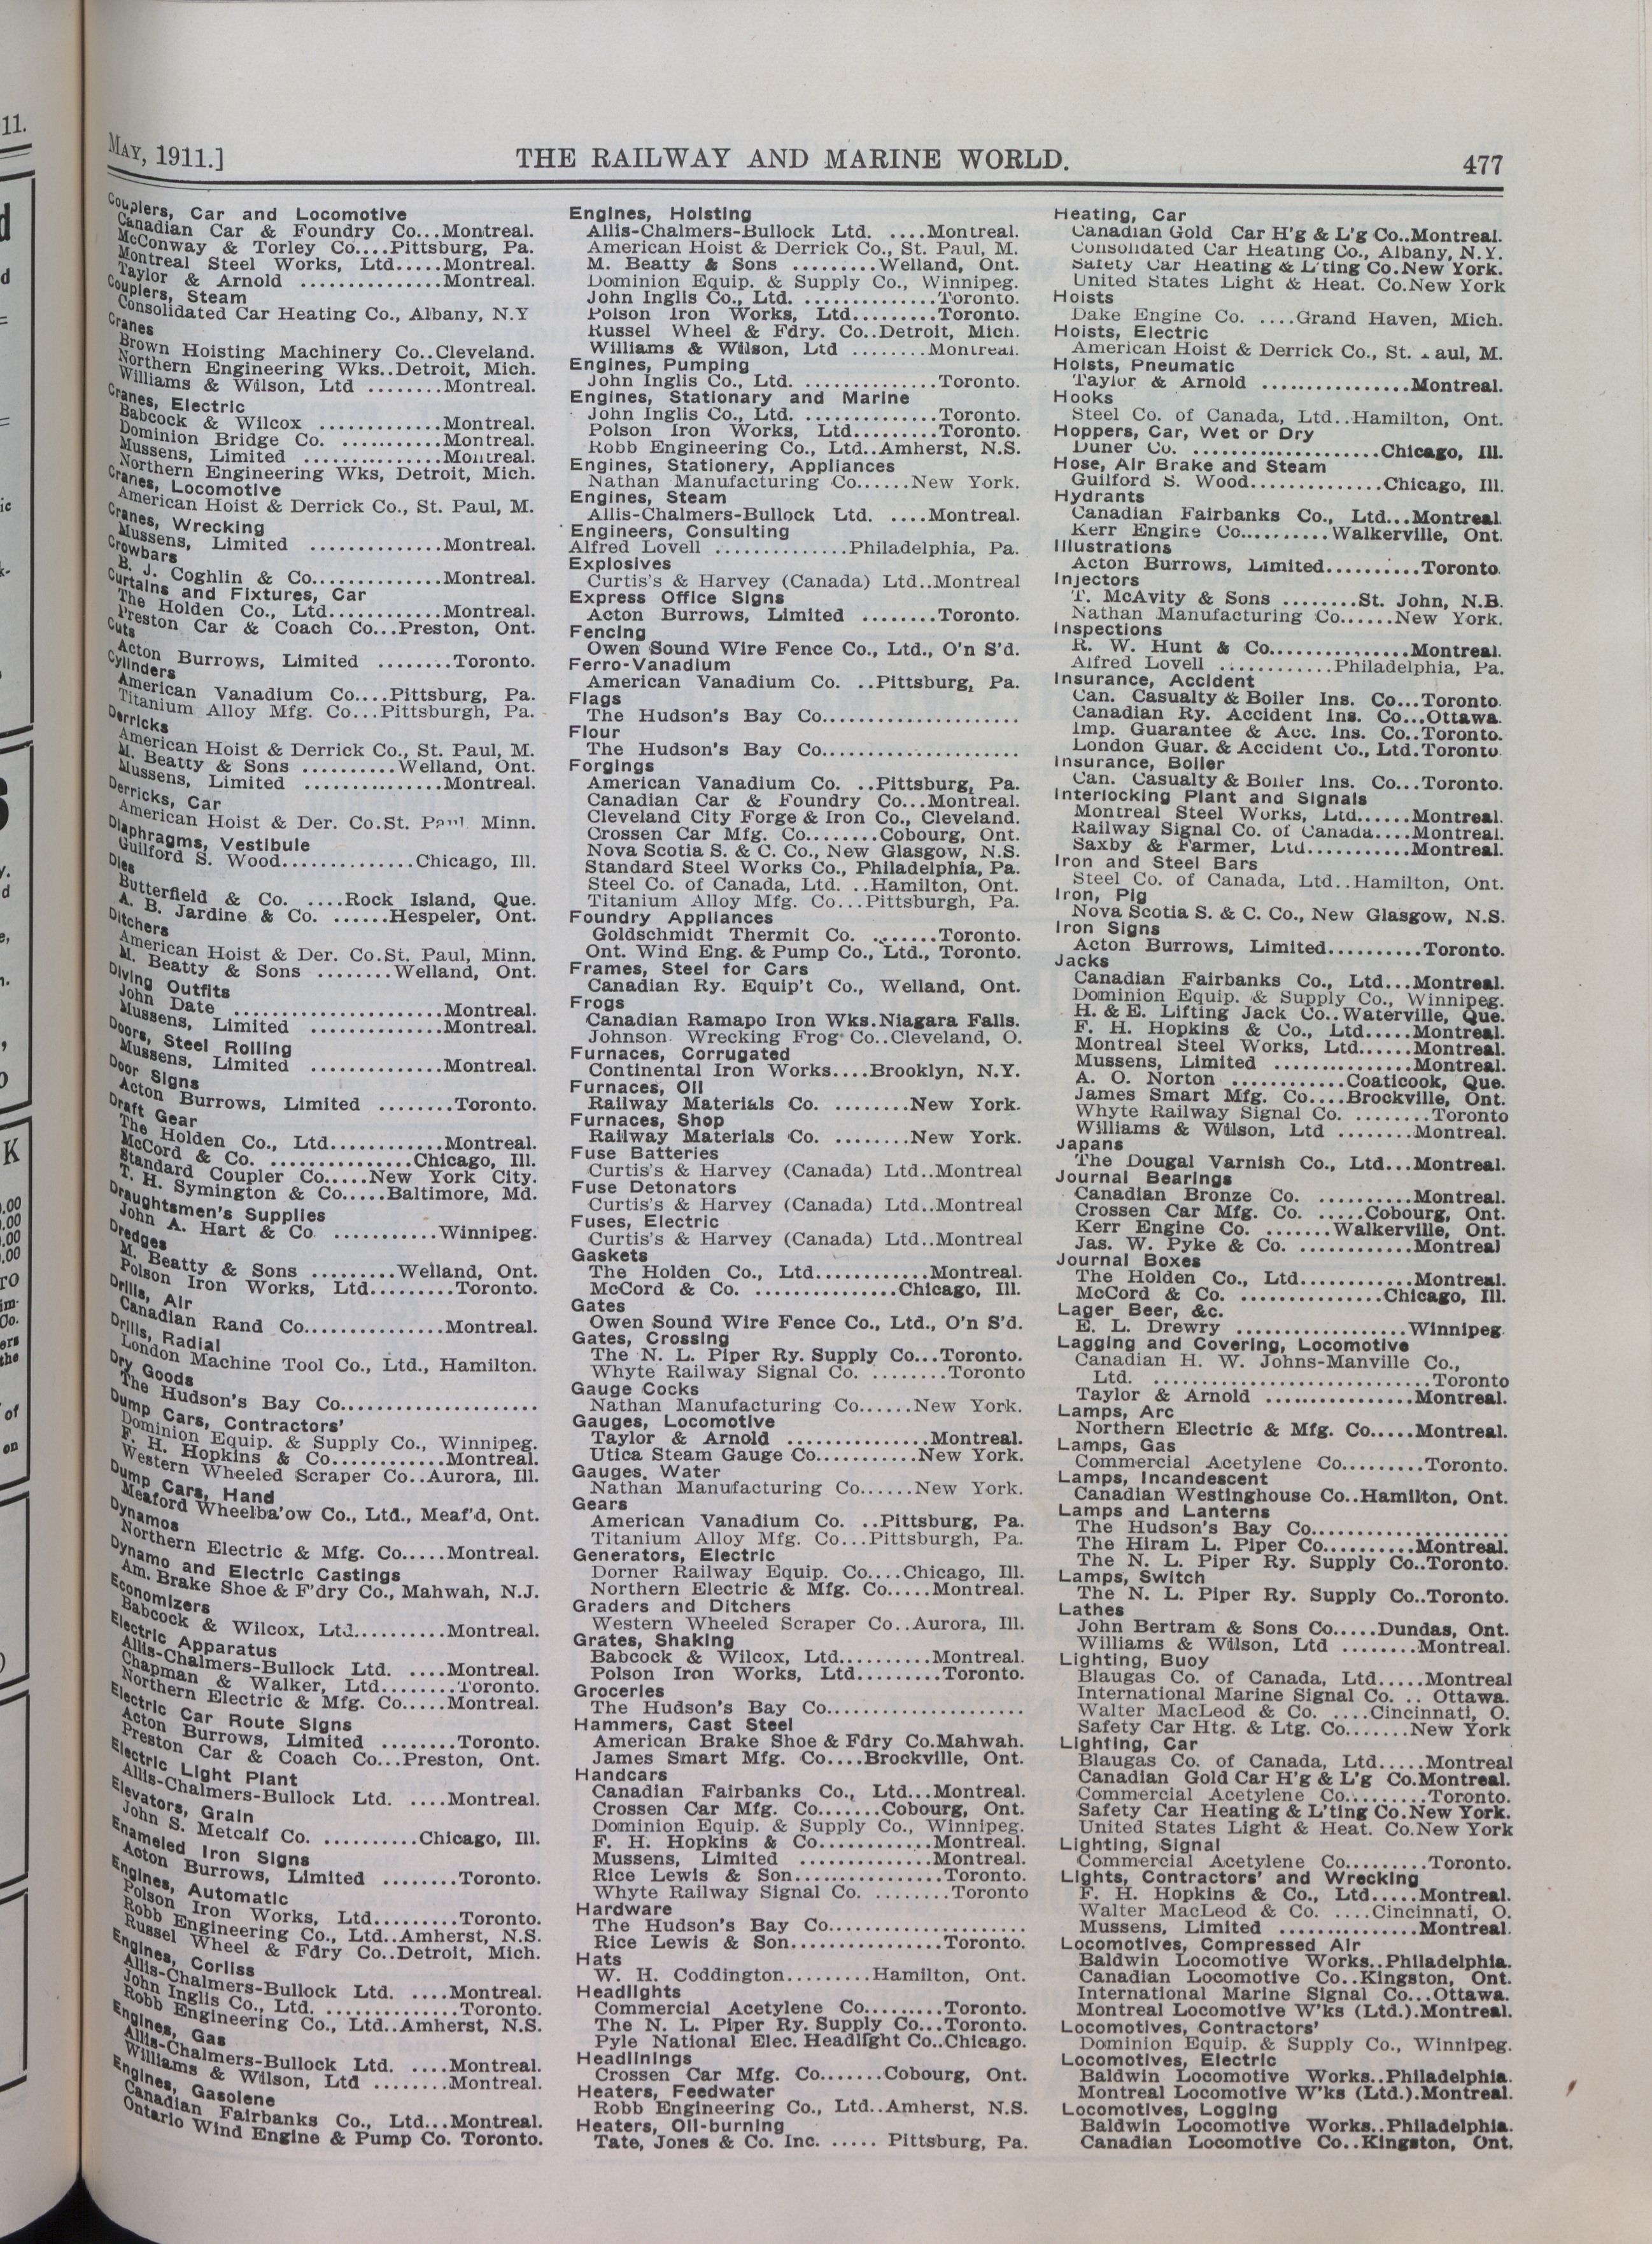 MAY, 1911.]
THE RAILWAY AND MARINE WORLD.
477
Couplers, Car and Locomotive
Canadian Car & Foundry Co...Montreal.
McConway & Torley Co....Pittsburg, Pa.
Montreal Steel Works, Ltd.....Montreal.
Taylor & Arnold ...............Montreal.
Couplers, Steam
Consolidated Car Heating Co., Albany, N.Y
Cranes
Brown Hoisting Machinery Co..Cleveland.
Northern Engineering Wks..Detroit, Mich.
Williams & Wilson, Ltd ........Montreal.
Cranes, Electric
Babcock & Wilcox .............Montreal.
Dominion Bridge Co. ...........Montreal.
Mussens, Limited ..............Montreal.
Northern Engineering Wks, Detroit, Mich.
Cranes, Locomotive
American Hoist & Derrick Co., St. Paul, M.
Cranes, Wrecking
Mussens, Limited ..............Montreal.
Crowbars
B. J. Coghlin & Co.............Montreal.
Curtains and Fixtures, Car
The Holden Co., Ltd............Montreal.
Preston Car & Coach Co...Preston, Ont.
Cuts
Acton Burrows, Limited ........Toronto.
Cylinders
American Vanadium Co....Pittsburg, Pa.
Titanium Alloy Mfg. Co...Pittsburgh, Pa.
Derricks
American Hoist & Derrick Co., St. Paul, M.
M. Beatty & Sons ..........Welland, Ont.
Mussens, Limited ...............Montreal.
Derricks, Car
American Hoist & Der. Co.St. Paul Minn.
Diaphragms, Vestibule
Guilford S. Wood..............Chicago, Ill.
Dies
Butterfield & Co. ....Rock Island, Que.
A. B. Jardine & Co. ......Hespeler, Ont.
Ditchers
American Hoist & Der. Co.St. Paul, Minn.
M. Beatty & Sons ........Welland, Ont.
Diving Outfits
John Date ......................Montreal.
Mussens, Limited ..............Montreal.
Doors, Steel Rolling
Mussens, Limited ..............Montreal.
Door Signs
Acton Burrows, Limited ........Toronto.
Draft Gear
The Holden Co., Ltd............Montreal.
McCord & Co. ...............Chicago, Ill.
Standard Coupler Co.....New York City.
T. H. Symington & Co.....Baltimore, Md.
Draughtsmen's Supplies
John A. Hart & Co. ...........Winnipeg.
Dredges
M. Beatty & Sons .........Welland, Ont.
Polson Iron Works, Ltd.........Toronto.
Drills, Air
Canadian Rand Co...............Montreal.
Drills, Radial
London Machine Tool Co., Ltd., Hamilton.
Dry Goods
The Hudson's Bay Co.....................
Dump Cars, Contractors'
Dominion Equip. & Supply Co., Winnipeg.
F. H. Hopkins & Co............Montreal.
Western Wheeled Scraper Co..Aurora, Ill.
Dump Cars, Hand
Meaford Wheelba'ow Co., Ltd., Meaf'd, Ont.
Dynamos
Northern Electric & Mfg. Co.....Montreal.
Dynamo and Electric Castings
Am. Brake Shoe & F'dry Co., Mahwah, N.J.
Economizers
Babcock & Wilcox, Ltd..........Montreal.
Electric Apparatus
Allis-Chalmers-Bullock Ltd. ....Montreal.
Chapman & Walker, Ltd........Toronto.
Northern Electric & Mfg. Co.....Montreal.
Electric Car Route Signs
Acton Burrows, Limited ........Toronto.
Preston Car & Coach Co...Preston, Ont.
Electric Light Plant
Allis-Chalmers-Bullock Ltd. ....Montreal.
Elevators, Grain
John S. Metcalf Co. ..........Chicago, Ill.
Enameled Iron Signs
Acton Burrows, Limited ........Toronto.
Engines, Automatic
Polson Iron Works, Ltd.........Toronto.
Robb Engineering Co., Ltd..Amherst, N.S.
Russel Wheel & Fdry Co..Detroit, Mich.
Engines, Corliss
Allis-Chalmers-Bullock Ltd. ....Montreal.
John Inglis Co., Ltd. ..............Toronto.
Robb Engineering Co., Ltd..Amherst, N.S.
Engines, Gas
Allis-Chalmers-Bullock Ltd. ....Montreal.
Williams & Wilson, Ltd ........Montreal.
Engines, Gasolene
Canadian Fairbanks Co., Ltd...Montreal.
Ontario Wind Engine & Pump Co. Toronto.
Engines, Hoisting
Allis-Chalmers-Bullock Ltd. ....Montreal.
American Hoist & Derrick Co., St. Paul, M.
M. Beatty & Sons .........Welland, Ont.
Dominion Equip. & Supply Co., Winnipeg.
John Inglis Co., Ltd. ..............Toronto.
Polson Iron Works, Ltd.........Toronto.
Russel Wheel & Fdry. Co..Detroit, Mich.
Williams & Wilson, Ltd ........Montreal.
Engines, Pumping
John Inglis Co., Ltd. ..............Toronto.
Engines, Stationary and Marine
John Inglis Co., Ltd. ..............Toronto.
Polson Iron Works, Ltd.........Toronto.
Robb Engineering Co., Ltd..Amherst, N.S.
Engines, Stationery, Appliances
Nathan Manufacturing Co......New York.
Engines, Steam
Allis-Chalmers-Bullock Ltd. ....Montreal.
Engineers, Consulting
Alfred Lovell ..............Philadelphia, Pa.
Explosives
Curtis's & Harvey (Canada) Ltd..Montreal
Express Office Signs
Acton Burrows, Limited ........Toronto.
Fencing
Owen Sound Wire Fence Co., Ltd., O'n S'd.
Ferro-Vanadium
American Vanadium Co. ..Pittsburg, Pa.
Flags
The Hudson's Bay Co.....................
Flour
The Hudson's Bay Co.....................
Forgings
American Vanadium Co. ..Pittsburg, Pa.
Canadian Car & Foundry Co...Montreal.
Cleveland City Forge & Iron Co., Cleveland.
Crossen Car Mfg. Co........Cobourg, Ont.
Nova Scotia S. & C. Co., New Glasgow, N.S.
Standard Steel Works Co., Philadelphia, Pa.
Steel Co. of Canada, Ltd. ..Hamilton, Ont.
Titanium Alloy Mfg. Co...Pittsburgh, Pa.
Foundry Appliances
Goldschmidt Thermit Co. ........Toronto.
Ont. Wind Eng. & Pump Co., Ltd., Toronto.
Frames, Steel for Cars
Canadian Ry. Equip't Co., Welland, Ont.
Frogs
Canadian Ramapo Iron Wks.Niagara Falls.
Johnson Wrecking Frog Co..Cleveland, O.
Furnaces, Corrugated
Continental Iron Works....Brooklyn, N.Y.
Furnaces, Oil
Railway Materials Co. ........New York.
Furnaces, Shop
Railway Materials Co. ........New York.
Fuse Batteries
Curtis's & Harvey (Canada) Ltd..Montreal
Fuse Detonators
Curtis's & Harvey (Canada) Ltd..Montreal
Fuses, Electric
Curtis's & Harvey (Canada) Ltd..Montreal
Gaskets
The Holden Co., Ltd............Montreal.
McCord & Co. ...............Chicago, Ill.
Gates
Owen Sound Wire Fence Co., Ltd., O'n S'd.
Gates, Crossing
The N. L. Piper Ry. Supply Co...Toronto.
Whyte Railway Signal Co. ........Toronto
Gauge Cocks
Nathan Manufacturing Co......New York.
Gauges, Locomotive
Taylor & Arnold ...............Montreal.
Utica Steam Gauge Co...........New York.
Gauges, Water
Nathan Manufacturing Co......New York.
Gears
American Vanadium Co. ..Pittsburg, Pa.
Titanium Alloy Mfg. Co...Pittsburgh, Pa.
Generators, Electric
Dorner Railway Equip. Co....Chicago, Ill.
Northern Electric & Mfg. Co.....Montreal.
Graders and Ditchers
Western Wheeled Scraper Co..Aurora, Ill.
Grates, Shaking
Babcock & Wilcox, Ltd..........Montreal.
Polson Iron Works, Ltd.........Toronto.
Groceries
The Hudson's Bay Co.....................
Hammers, Cast Steel
American Brake Shoe & Fdry Co.Mahwah.
James Smart Mfg. Co....Brockville, Ont.
Handcars
Canadian Fairbanks Co., Ltd...Montreal.
Crossen Car Mfg. Co.......Cobourg, Ont.
Dominion Equip. & Supply Co., Winnipeg.
F. H. Hopkins & Co............Montreal.
Mussens, Limited ..............Montreal.
Rice Lewis & Son................Toronto.
Whyte Railway Signal Co. ........Toronto
Hardware
The Hudson's Bay Co.....................
Rice Lewis & Son................Toronto.
Hats
W. H. Coddington.........Hamilton, Ont.
Headlights
Commercial Acetylene Co.........Toronto.
The N. L. Piper Ry. Supply Co...Toronto.
Pyle National Elec. Headlight Co..Chicago.
Headlinings
Crossen Car Mfg. Co.......Cobourg, Ont.
Heaters, Feedwater
Robb Engineering Co., Ltd..Amherst, N.S.
Heaters, Oil-burning
Tate, Jones & Co. Inc. ..... Pittsburg, Pa.
Heating, Car
Canadian Gold Car H'g & L'g Co..Montreal.
Consolidated Car Heating Co., Albany, N.Y.
Safety Car Heating & L'ting Co.New York.
United States Light & Heat. Co.New York
Hoists
Dake Engine Co. ....Grand Haven, Mich.
Hoists, Electric
American Hoist & Derrick Co., St. Paul, M.
Hoists, Pneumatic
Taylor & Arnold ................Montreal.
Hooks
Steel Co. of Canada, Ltd..Hamilton, Ont.
Hoppers, Car, Wet or Dry
Duner Co. ....................Chicago, Ill.
Hose, Air Brake and Steam
Guilford S. Wood..............Chicago, Ill.
Hydrants
Canadian Fairbanks Co., Ltd...Montreal.
Kerr Engine Co..........Walkerville, Ont.
Illustrations
Acton Burrows, Limited..........Toronto.
Injectors
T. McAvity & Sons ........St. John, N.B.
Nathan Manufacturing Co......New York.
Inspections
R. W. Hunt & Co...............Montreal.
Alfred Lovell ............Philadelphia, Pa.
Insurance, Accident
Can. Casualty & Boiler Ins. Co...Toronto.
Canadian Ry. Accident Ins. Co...Ottawa.
Imp. Guarantee & Acc. Ins. Co..Toronto.
London Guar. & Accident Co., Ltd.Toronto.
Insurance, Boiler
Can. Casualty & Boiler Ins. Co...Toronto.
Interlocking Plant and Signals
Montreal Steel Works, Ltd......Montreal.
Railway Signal Co. of Canada....Montreal.
Saxby & Farmer, Ltd...........Montreal.
Iron and Steel Bars
Steel Co. of Canada, Ltd..Hamilton, Ont.
Iron, Pig
Nova Scotia S. & C. Co., New Glasgow, N.S.
Iron Signs
Acton Burrows, Limited..........Toronto.
Jacks
Canadian Fairbanks Co., Ltd...Montreal.
Dominion Equip. & Supply Co., Winnipeg.
H. & E. Lifting Jack Co..Waterville, Que.
F. H. Hopkins & Co., Ltd.....Montreal.
Montreal Steel Works, Ltd......Montreal.
Mussens, Limited ..............Montreal.
A. O. Norton ............Coaticook, Que.
James Smart Mfg. Co....Brockville, Ont.
Whyte Railway Signal Co. ........Toronto
Williams & Wilson, Ltd ........Montreal.
Japans
The Dougal Varnish Co., Ltd...Montreal.
Journal Bearings
Canadian Bronze Co. ..........Montreal.
Crossen Car Mfg. Co. .....Cobourg, Ont.
Kerr Engine Co. .......Walkerville, Ont.
Jas. W. Pyke & Co. ............Montreal
Journal Boxes
The Holden Co., Ltd............Montreal.
McCord & Co. ...............Chicago, Ill.
Lager Beer, &c.
E. L. Drewry ..................Winnipeg.
Lagging and Covering, Locomotive
Canadian H. W. Johns-Manville Co.,
Ltd. ..............................Toronto
Taylor & Arnold ................Montreal.
Lamps, Arc
Northern Electric & Mfg. Co.....Montreal.
Lamps, Gas
Commercial Acetylene Co.........Toronto.
Lamps, Incandescent
Canadian Westinghouse Co..Hamilton, Ont.
Lamps and Lanterns
The Hudson's Bay Co.....................
The Hiram L. Piper Co..........Montreal.
The N. L. Piper Ry. Supply Co..Toronto.
Lamps, Switch
The N. L. Piper Ry. Supply Co..Toronto.
Lathes
John Bertram & Sons Co.....Dundas, Ont.
Williams & Wilson, Ltd ........Montreal.
Lighting, Buoy
Blaugas Co. of Canada, Ltd.....Montreal
International Marine Signal Co. .. Ottawa.
Walter MacLeod & Co. ....Cincinnati, O.
Safety Car Htg. & Ltg. Co.......New York
Lighting, Car
Blaugas Co. of Canada, Ltd.....Montreal
Canadian Gold Car H'g & L'g Co.Montreal.
Commercial Acetylene Co.........Toronto.
Safety Car Heating & L'ting Co.New York.
United States Light & Heat. Co.New York
Lighting, Signal
Commercial Acetylene Co.........Toronto.
Lights, Contractors' and Wrecking
F. H. Hopkins & Co., Ltd.....Montreal.
Walter MacLeod & Co. ....Cincinnati, O.
Mussens, Limited ...............Montreal.
Locomotives, Compressed Air
Baldwin Locomotive Works..Philadelphia.
Canadian Locomotive Co..Kingston, Ont.
International Marine Signal Co...Ottawa.
Montreal Locomotive W'ks (Ltd.).Montreal.
Locomotives, Contractors'
Dominion Equip. & Supply Co., Winnipeg.
Locomotives, Electric
Baldwin Locomotive Works..Philadelphia.
Montreal Locomotive W'ks (Ltd.).Montreal.
Locomotives, Logging
Baldwin Locomotive Works..Philadelphia.
Canadian Locomotive Co..Kingston, Ont.